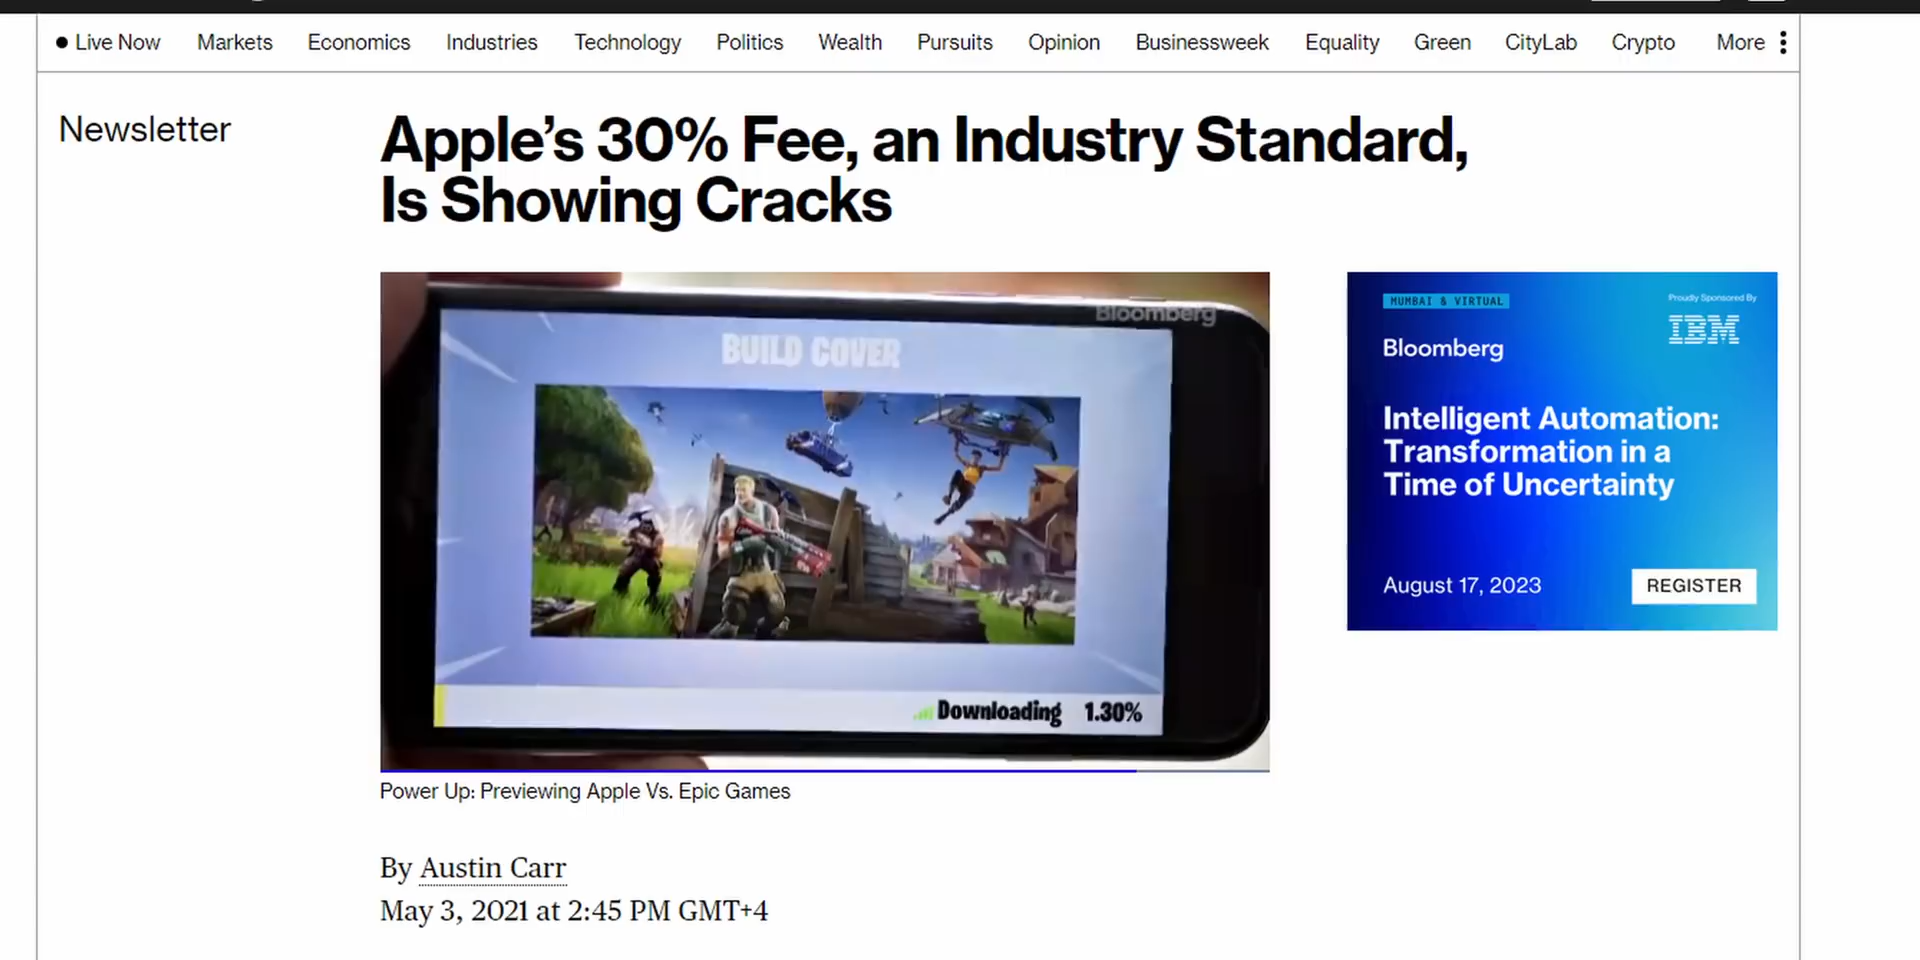 Live Now Markets Economics Industries Technology Politics Wealth Pursuits Opinion Businessweek Equality Green CityLab Crypto More
Newsletter
Apple’s 30% Fee, an Industry Standard,
Is Showing Cracks
Bloomberg
BUILD COVER
Downloading 1.30%
Power Up: Previewing Apple Vs. Epic Games
By Austin Carr
May 3, 2021 at 2:45 PM GMT+4
MUMBAI & VIRTUAL
Proudly Sponsored By
IBM
Bloomberg
Intelligent Automation:
Transformation in a
Time of Uncertainty
August 17, 2023
REGISTER